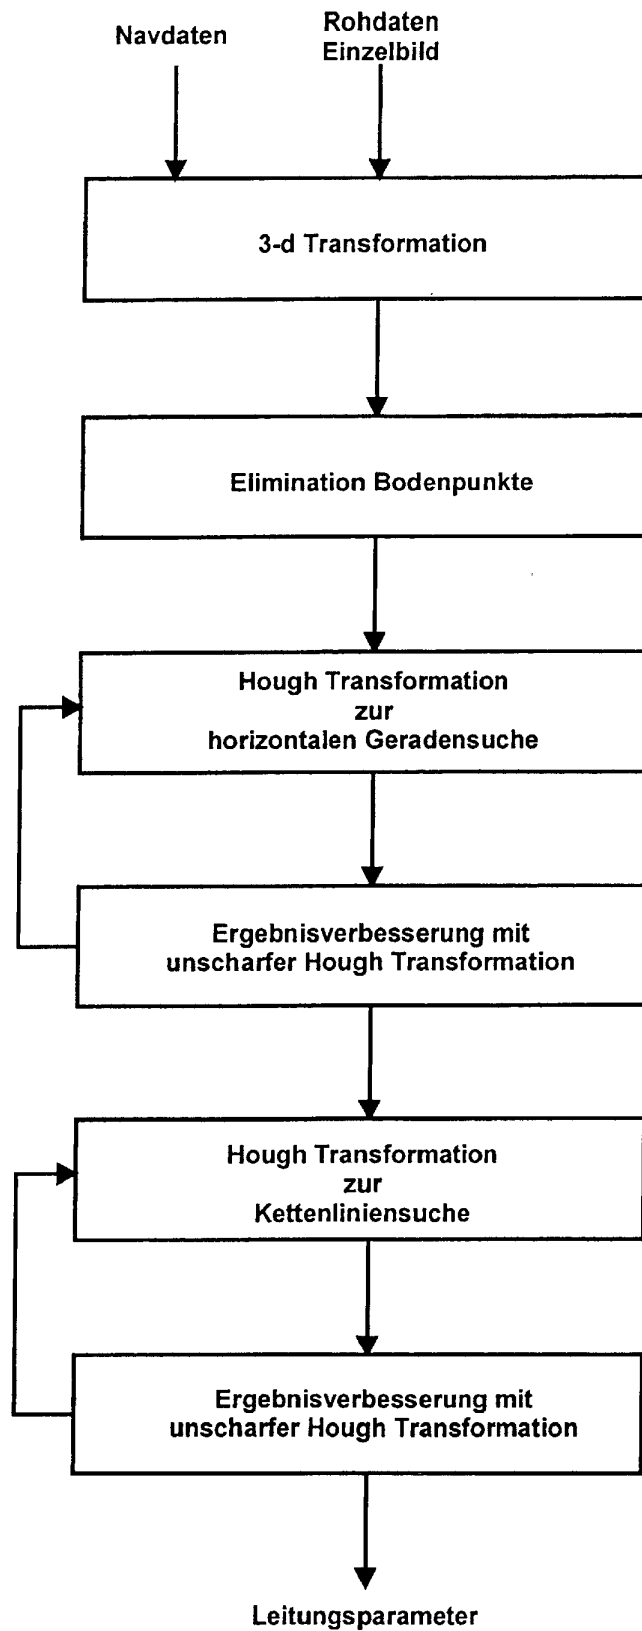 Navdaten
Rohdaten
Einzelbild
3-d Transformation
Elimination Bodenpunkte
Hough Transformation
zur
horizontalen Geradensuche
Ergebnisverbesserung mit
unscharfer Hough Transformation
Hough Transformation
zur
Kettenliniensuche
Ergebnisverbesserung mit
unscharfer Hough Transformation
Leitungsparameter